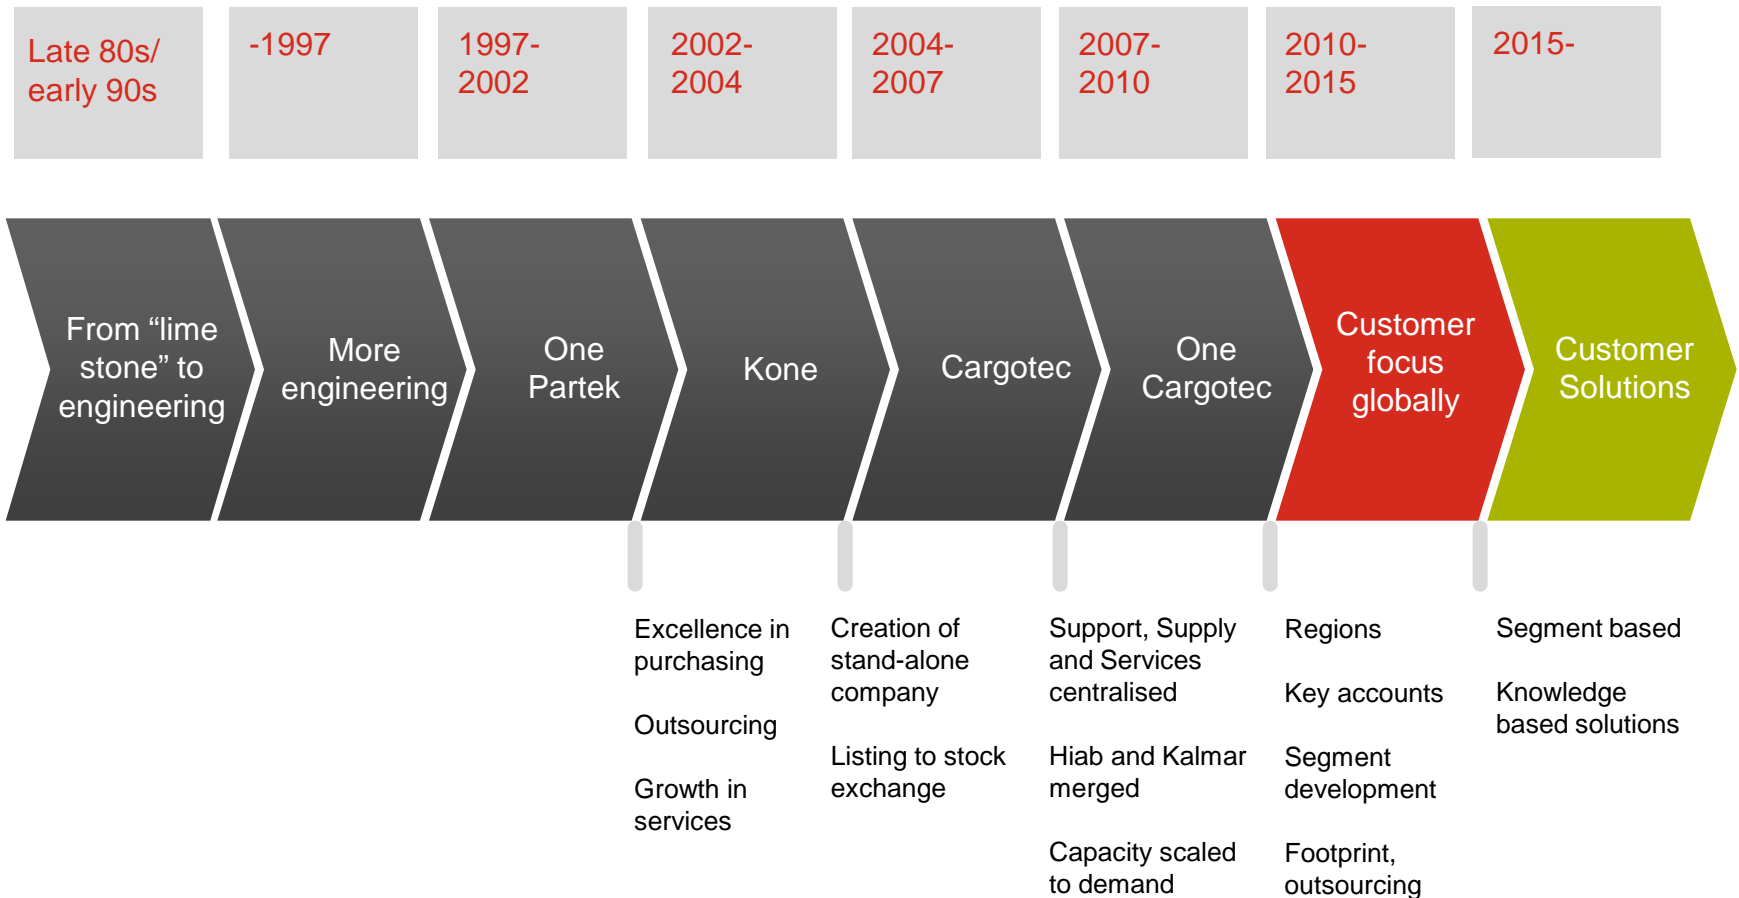 Late 80s/
early 90s
-1997
1997-
2002
2002-
2004
2004-
2007
2007-
2010
2010-
2015
2015-
From “lime
stone” to
engineering
More
engineering
One
Partek
Kone
Cargotec
One
Cargotec
Customer
focus
globally
Customer
Solutions
Excellence in
purchasing
Outsourcing
Growth in
services
Creation of
stand-alone
company
Listing to stock
exchange
Support, Supply
and Services
centralised
Hiab and Kalmar
merged
Capacity scaled
to demand
Regions
Key accounts
Segment
development
Footprint,
outsourcing
Segment based
Knowledge
based solutions